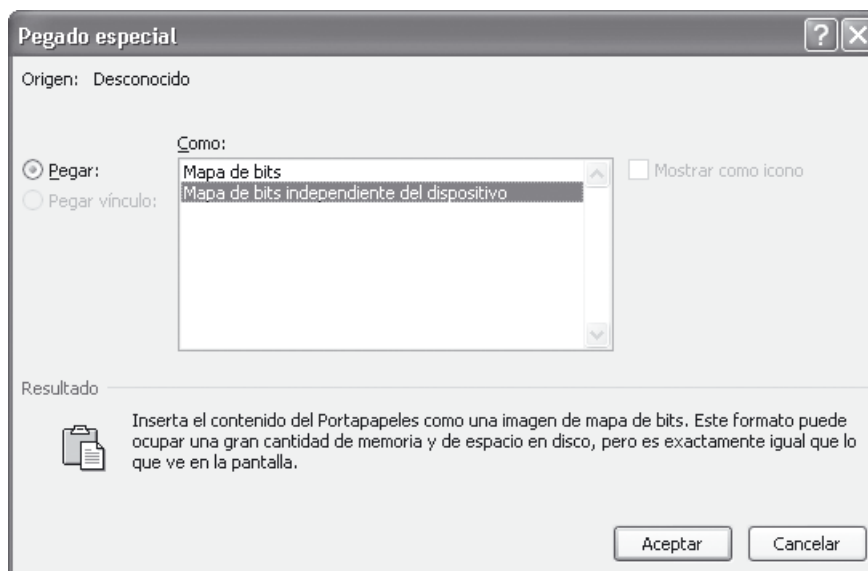 Pegado especial
Origen: Desconocido
Como:
Pegar:
Mapa de bits
Mostrar como icono
Pegar vínculo:
Mapa de bits independiente del dispositivo
Resultado
Inserta el contenido del Portapapeles como una imagen de mapa de bits. Este formato puede
ocupar una gran cantidad de memoria y de espacio en disco, pero es exactamente igual que lo
que ve en la pantalla.
Aceptar
Cancelar